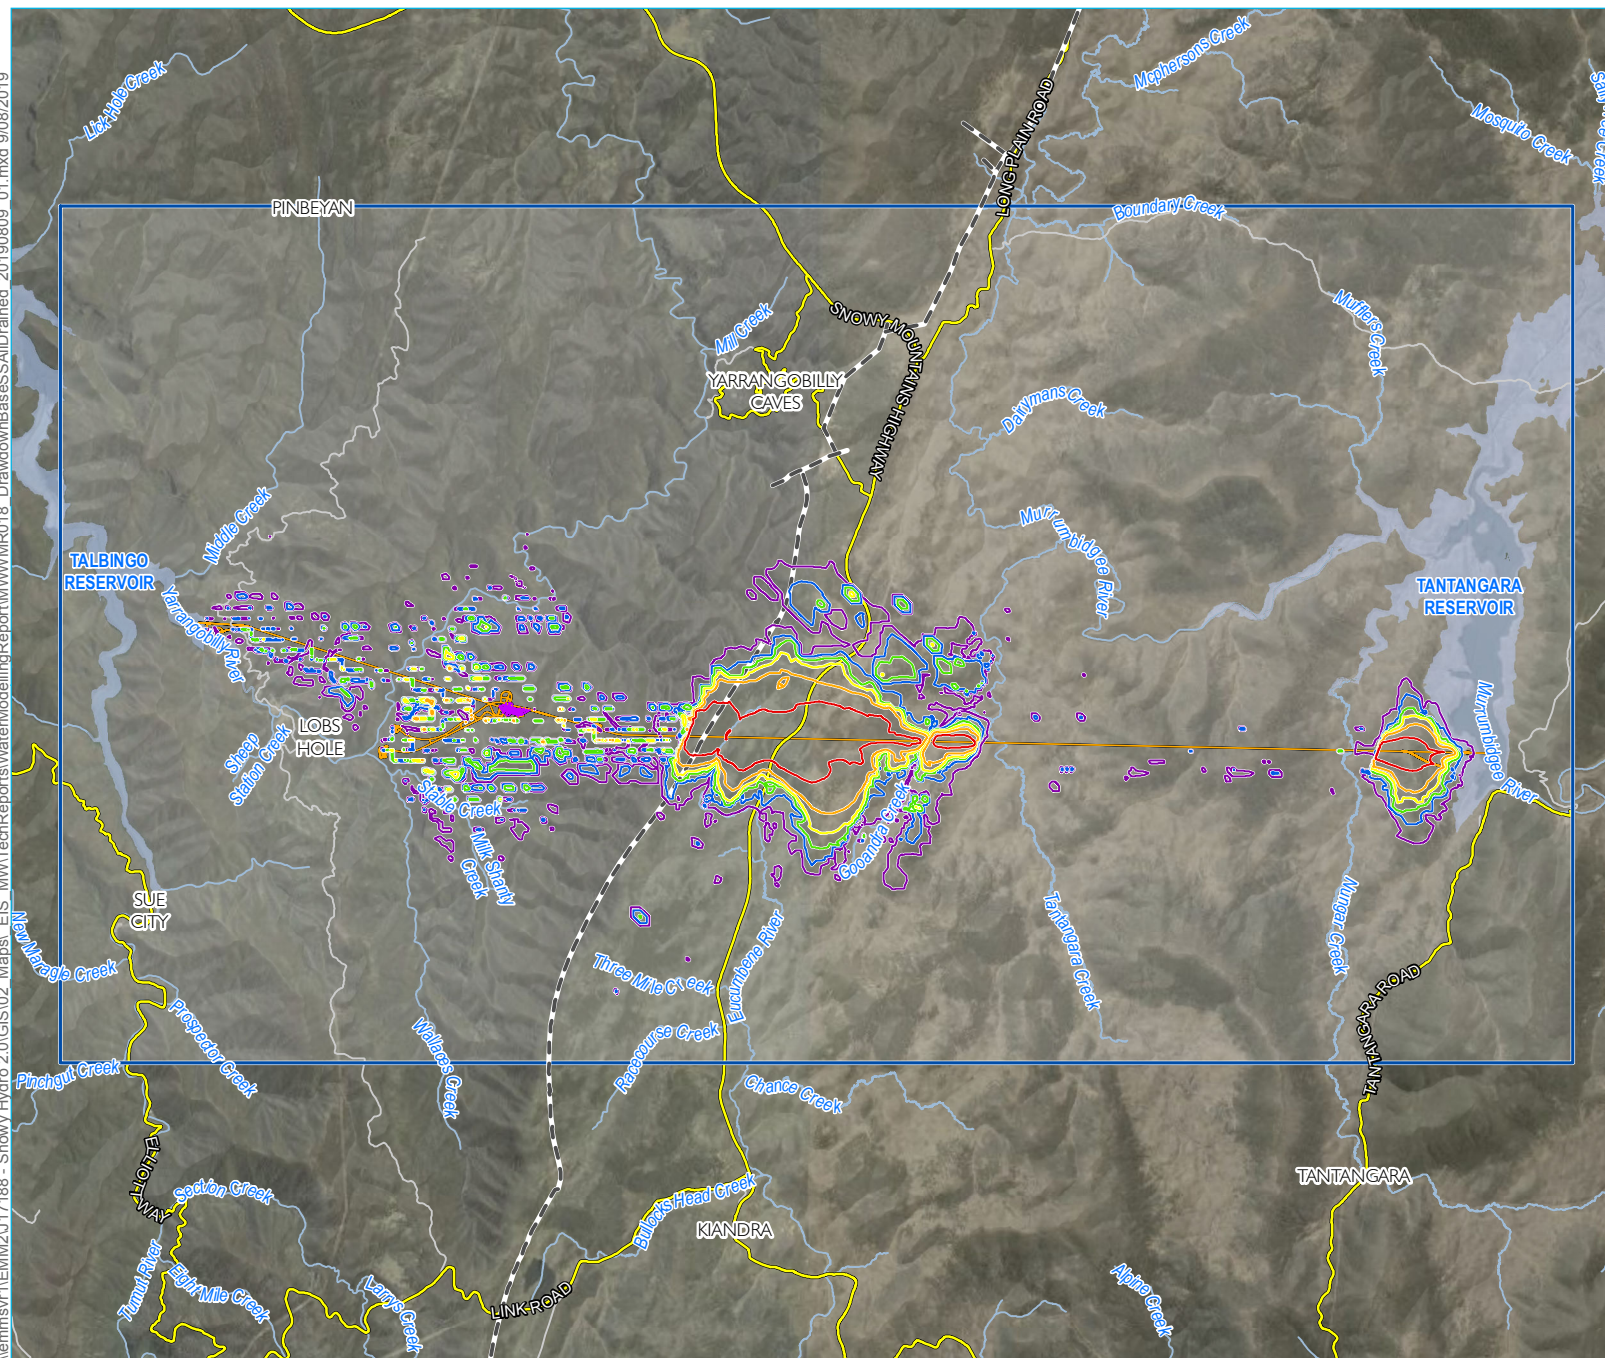 Lick Hole Creek
Mcphersons Creek
Mosquito Creek
LONG PLAIN ROAD
PINBEYAN
Boundary Creek
Mufflers Creek
SNOWY MOUNTAINS HIGHWAY
Mill Creek
YARRANGOBILLY
CAVES
Dairymans Creek
Middle Creek
Murrumbidgee River
TALBINGO
RESERVOIR
TANTANGARA
RESERVOIR
Yarrangobilly
River
LOBS
HOLE
Sheep
Station Creek
Murrumbidgee River
Stable Creek
Milk Shanty
Creek
Gooandra Creek
SUE
CITY
New Maragle Creek
Three Mile Creek
Eucumbene River
Tantangara Creek
Nungar Creek
TANTANGARA ROAD
Prospector Creek
Wallaces Creek
Racecourse Creek
Pinchgut Creek
Chance Creek
ELLIOTT
WAY
Section Creek
TANTANGARA
Bullocks Head Creek
KIANDRA
Tumut River
Eight Mile Creek
Larrys Creek
LINK ROAD
Alpine Creek